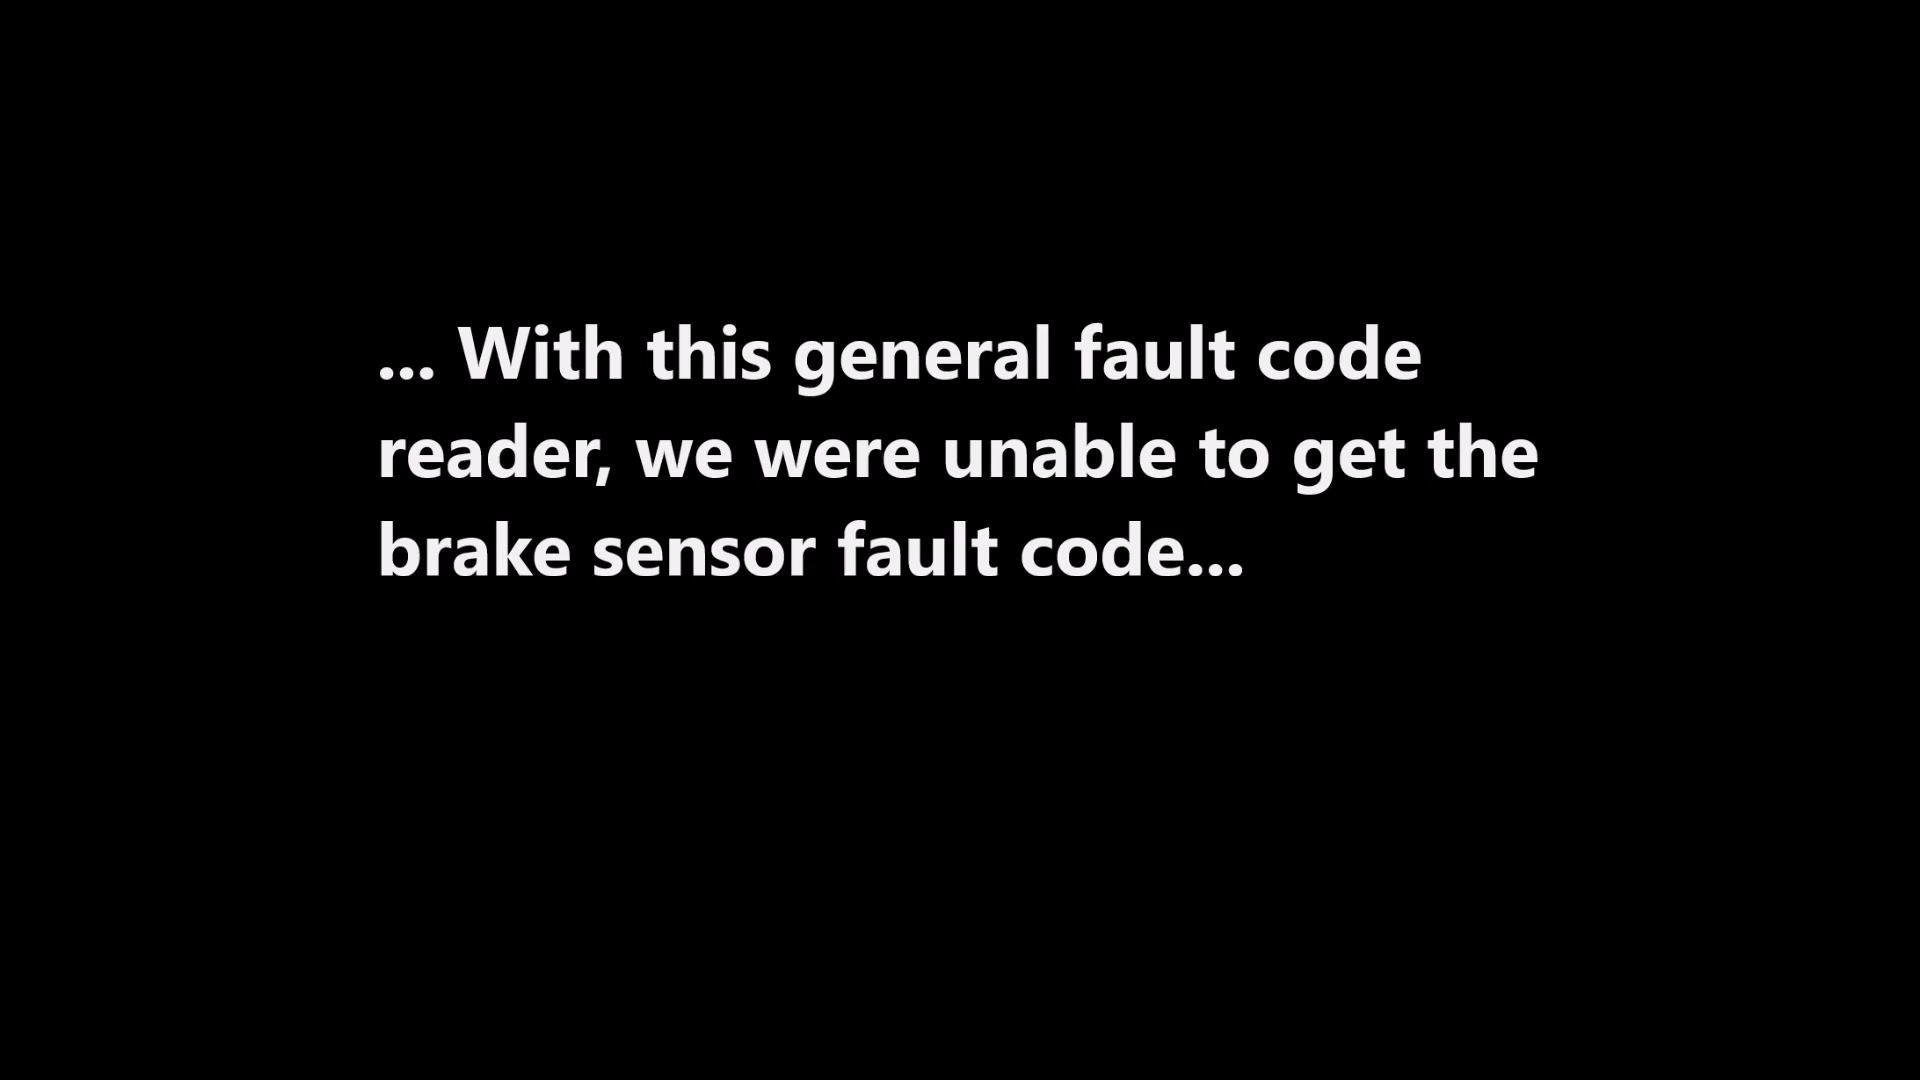 ... With this general fault code
reader, we were unable to get the
brake sensor fault code...